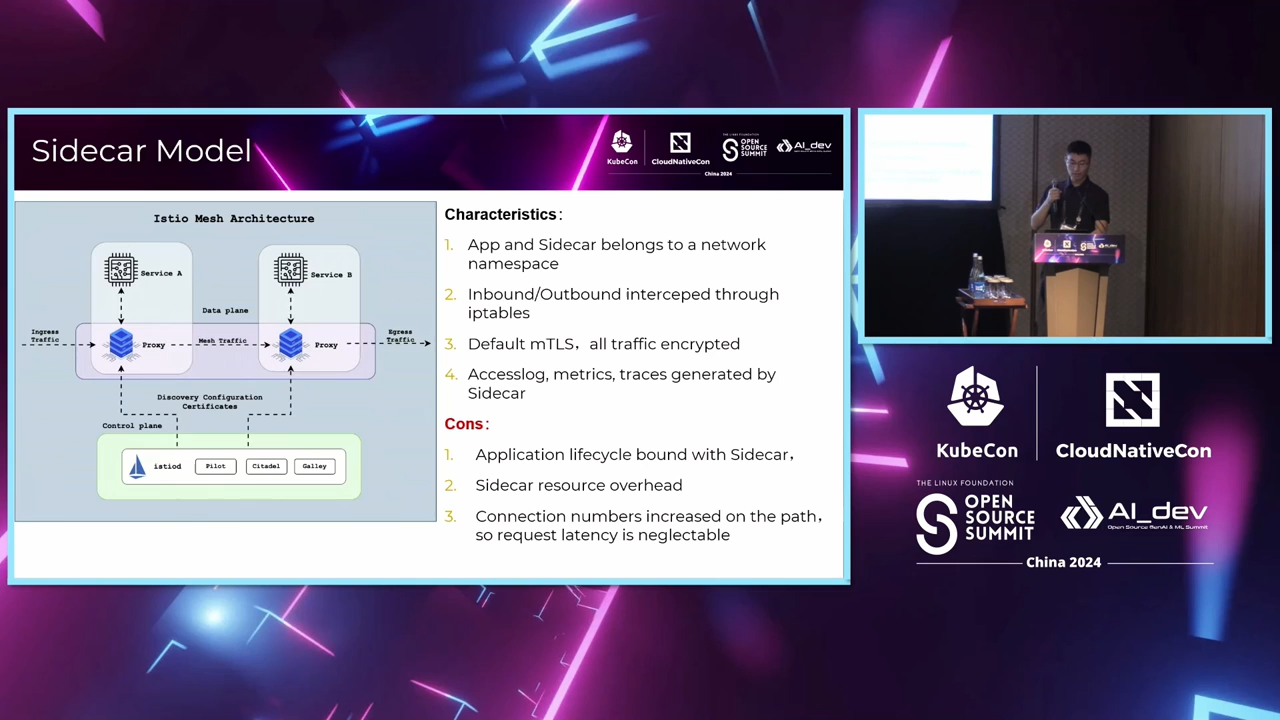 Sidecar Model
KubeCon
CloudNativeCon
THE LINUX FOUNDATION
OPEN
SOURCE
SUMMIT
AI_dev
China 2024
Istio Mesh Architecture
Service A
Service B
Data plane
Ingress
Traffic
Proxy
Mesh Traffic
Proxy
Egress
Traffic
Discovery Configuration
Certificates
Control plane
istiod
Pilot
Citadel
Galley
Characteristics:
1. App and Sidecar belongs to a network
namespace
2. Inbound/Outbound interceped through
iptables
3. Default mTLS，all traffic encrypted
4. Accesslog, metrics, traces generated by
Sidecar
Cons:
1. Application lifecycle bound with Sidecar，
2. Sidecar resource overhead
3. Connection numbers increased on the path，
so request latency is neglectable
KubeCon
CloudNativeCon
THE LINUX FOUNDATION
OPEN
SOURCE
SUMMIT
AI_dev
Open Source GenAI & ML Summit
China 2024